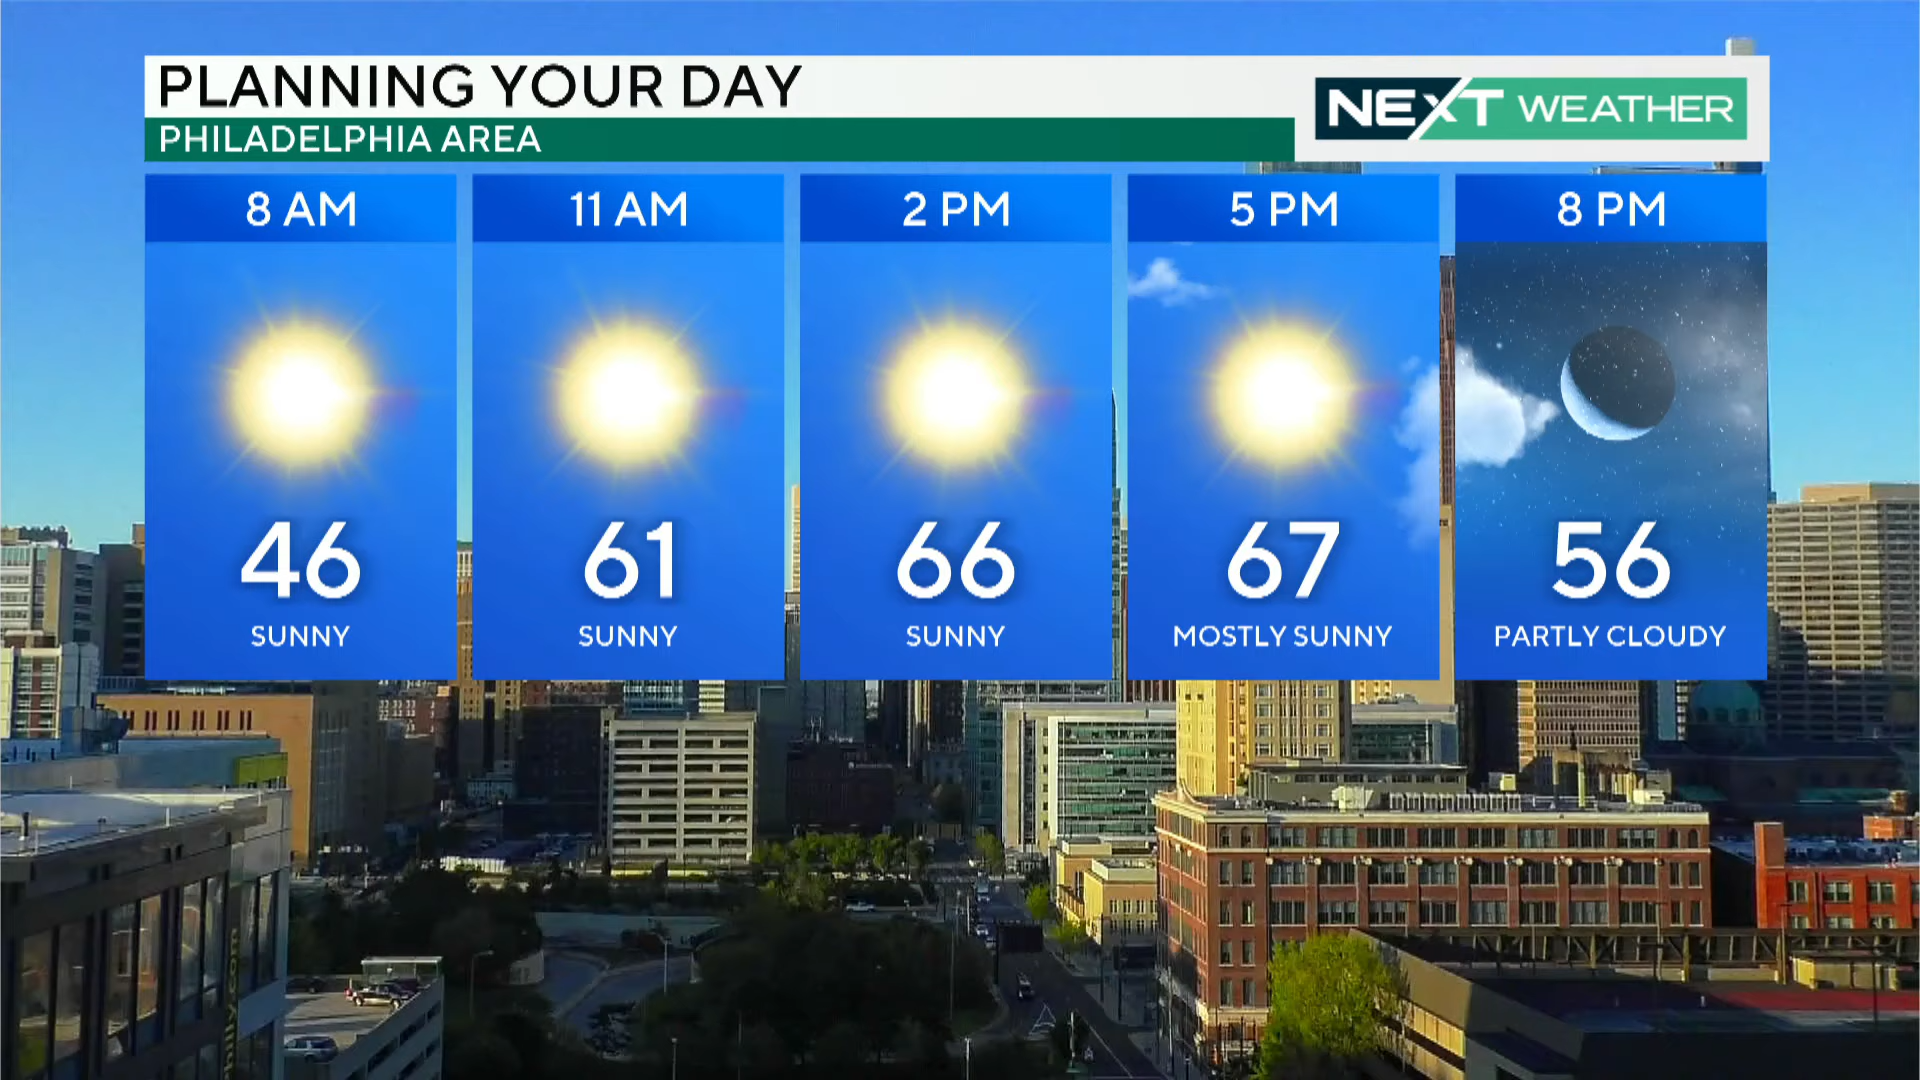 PLANNING YOUR DAY
PHILADELPHIA AREA
NEXT WEATHER
8 AM
11 AM
2 PM
5 PM
8 PM
46
61
66
67
56
SUNNY
SUNNY
SUNNY
MOSTLY SUNNY
PARTLY CLOUDY